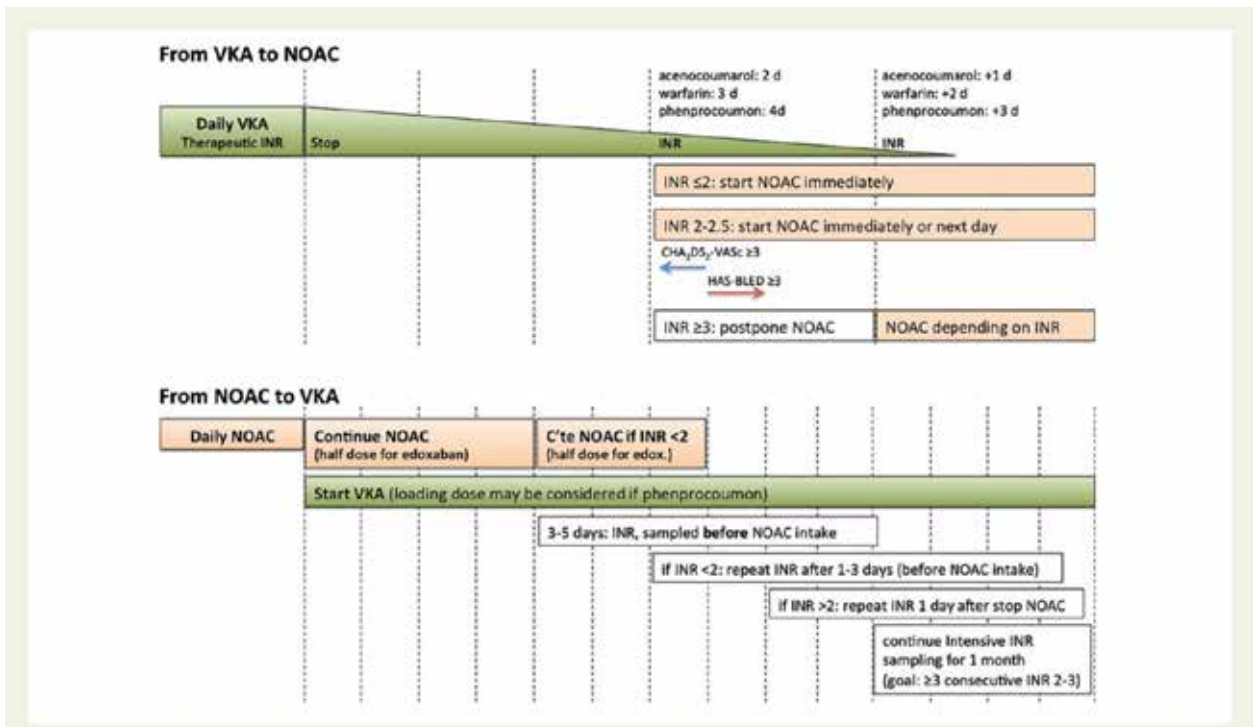 From VKA to NOAC
acenocoumarol: 2 d
warfarin: 3 d
phenprocoumon: 4d
acenocoumarol: +1 d
warfarin: +2 d
phenprocoumon: +3 d
Daily VKA
Therapeutic INR
Stop
INR
INR
INR ≤2: start NOAC immediately
INR 2-2.5: start NOAC immediately or next day
CHA₂DS₂-VASc ≥3
HAS-BLED ≥3
INR ≥3: postpone NOAC
NOAC depending on INR
From NOAC to VKA
Daily NOAC
Continue NOAC
(half dose for edoxaban)
C'te NOAC if INR <2
(half dose for edox.)
Start VKA (loading dose may be considered if phenprocoumon)
3-5 days: INR, sampled before NOAC intake
if INR <2: repeat INR after 1-3 days (before NOAC intake)
if INR >2: repeat INR 1 day after stop NOAC
continue Intensive INR
sampling for 1 month
(goal: ≥3 consecutive INR 2-3)